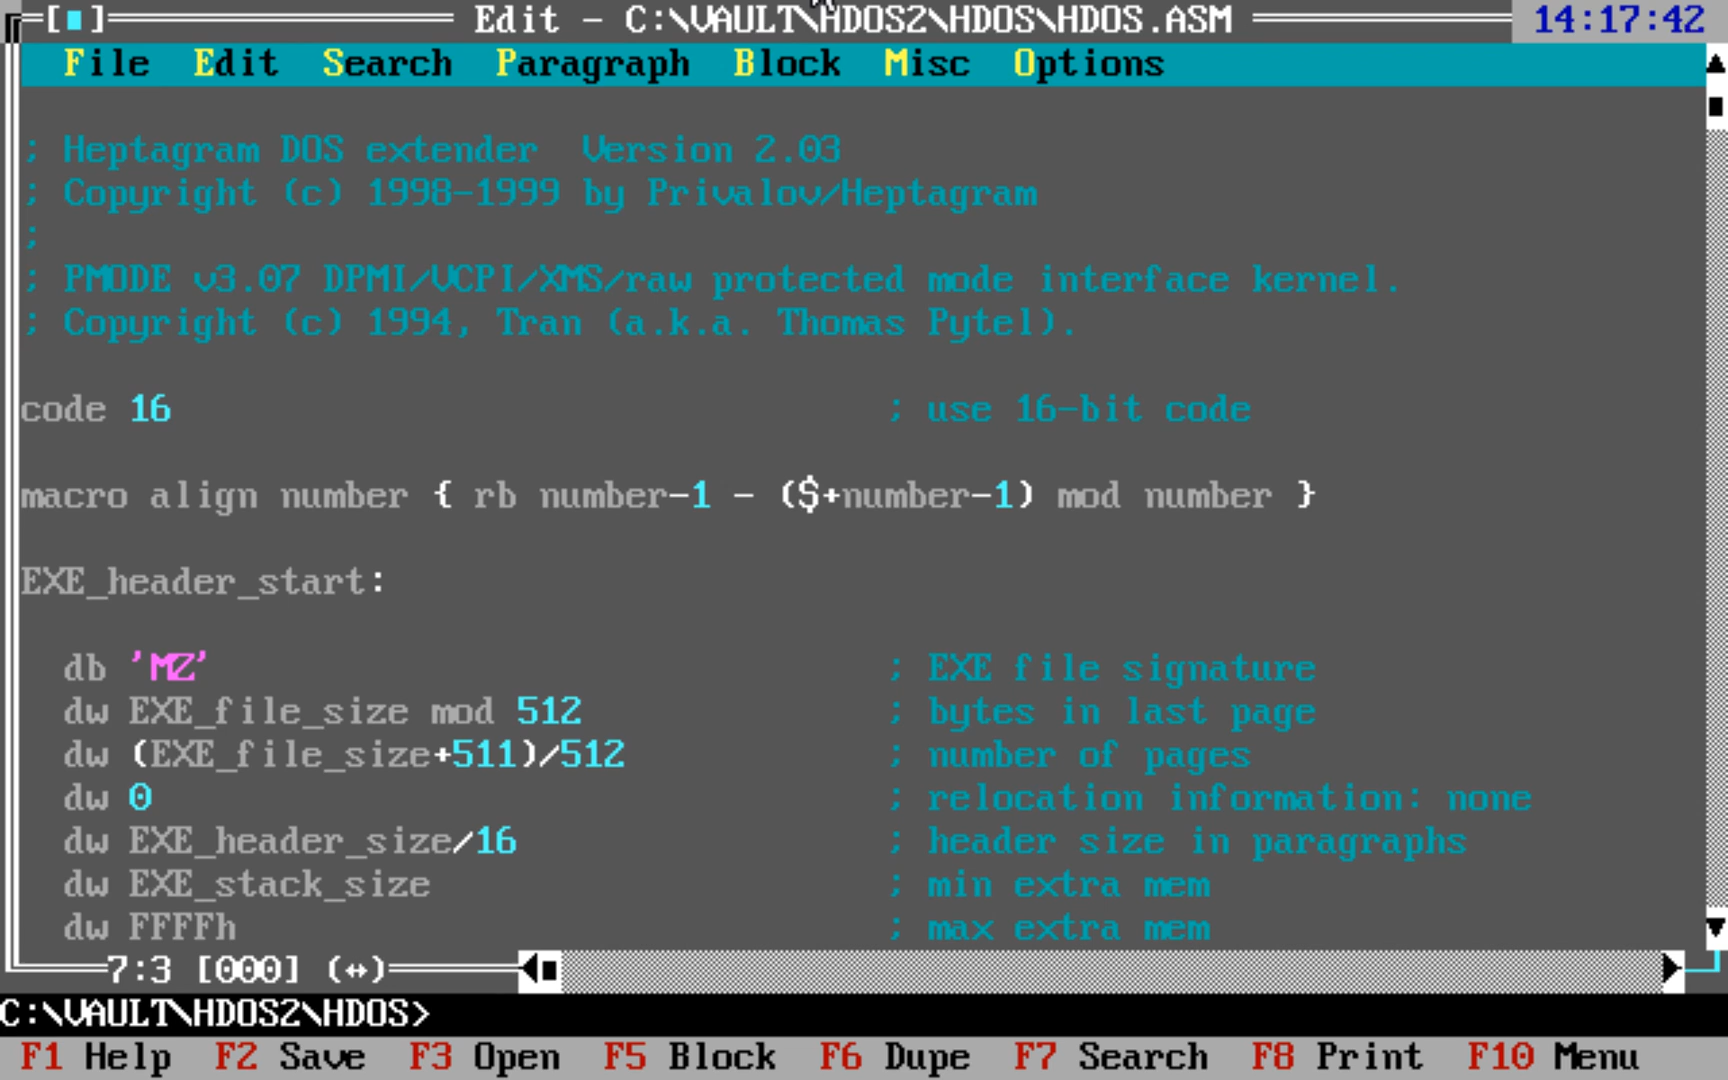 [■] Edit - C:\VAULT\HDOS2\HDOS\HDOS.ASM 14:17:42
File Edit Search Paragraph Block Misc Options
; Heptagram DOS extender  Version 2.03
; Copyright (c) 1998-1999 by Privalov/Heptagram
;
; PMODE v3.07 DPMI/VCPI/XMS/raw protected mode interface kernel.
; Copyright (c) 1994, Tran (a.k.a. Thomas Pytel).
code 16 ; use 16-bit code
macro align number { rb number-1 - ($+number-1) mod number }
EXE_header_start:
db 'MZ' ; EXE file signature
dw EXE_file_size mod 512 ; bytes in last page
dw (EXE_file_size+511)/512 ; number of pages
dw 0 ; relocation information: none
dw EXE_header_size/16 ; header size in paragraphs
dw EXE_stack_size ; min extra mem
dw FFFFh ; max extra mem
7:3 [000] (↔)
C:\VAULT\HDOS2\HDOS>
F1 Help F2 Save F3 Open F5 Block F6 Dupe F7 Search F8 Print F10 Menu